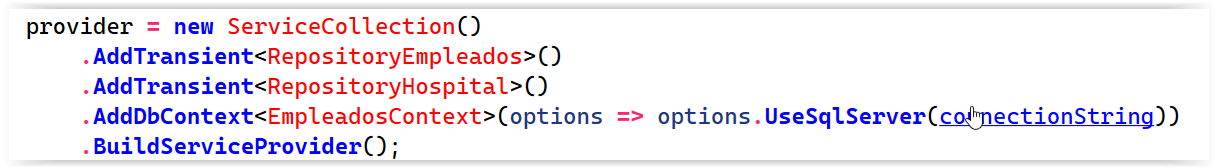 provider = new ServiceCollection()
.AddTransient<RepositoryEmpleados>()
.AddTransient<RepositoryHospital>()
.AddDbContext<EmpleadosContext>(options => options.UseSqlServer(connectionString))
.BuildServiceProvider();